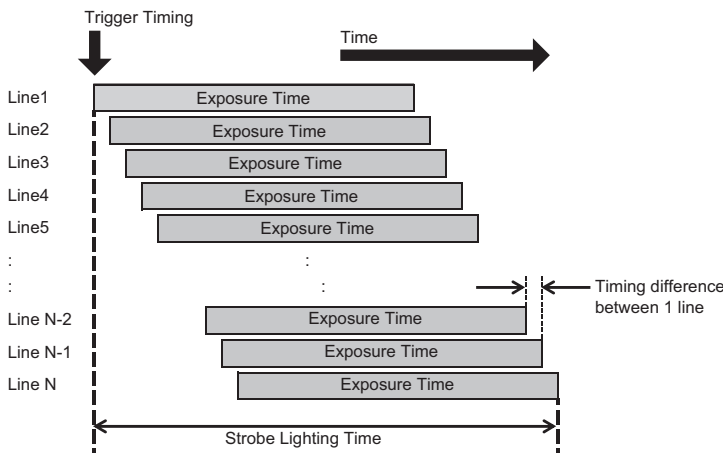 Trigger Timing
Time
Line1 Exposure Time
Line2 Exposure Time
Line3 Exposure Time
Line4 Exposure Time
Line5 Exposure Time
: :
: :
Timing difference
between 1 line
Line N-2 Exposure Time
Line N-1 Exposure Time
Line N Exposure Time
Strobe Lighting Time